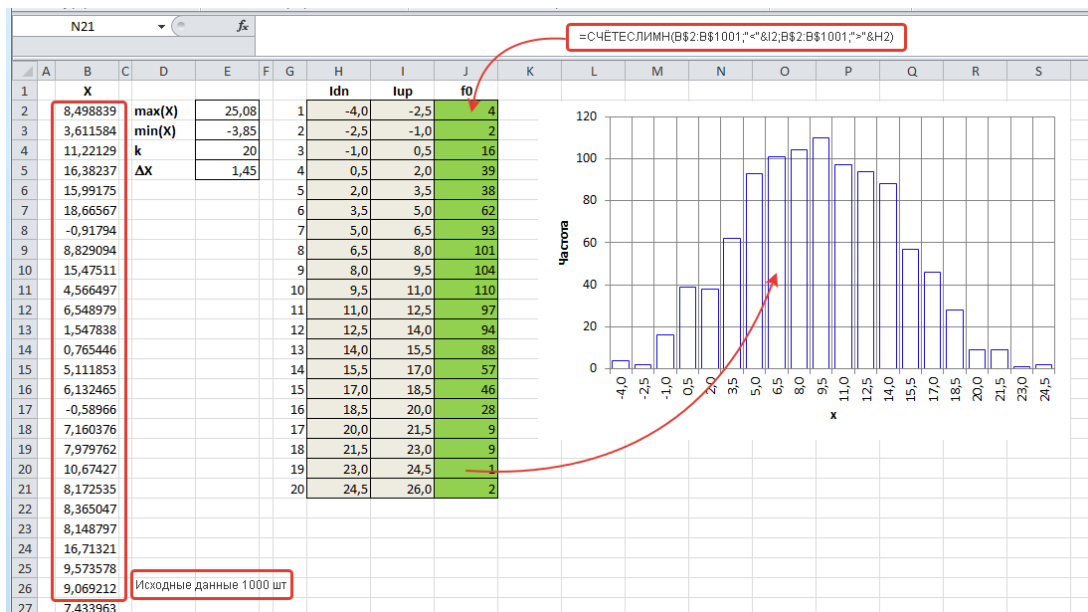 N21 fx
=СЧЁТЕСЛИМН(B$2:B$1001;"<"&I2;B$2:B$1001;">"&H2)
A B C D E F G H I J K L M N O P Q R S
1 X Idn Iup f0
2 8,498839 max(X) 25,08 1 -4,0 -2,5 4
3 3,611584 min(X) -3,85 2 -2,5 -1,0 2
4 11,22129 k 20 3 -1,0 0,5 16
5 16,38237 ΔX 1,45 4 0,5 2,0 39
6 15,99175 5 2,0 3,5 38
7 18,66567 6 3,5 5,0 62
8 -0,91794 7 5,0 6,5 93
9 8,829094 8 6,5 8,0 101
10 15,47511 9 8,0 9,5 104
11 4,566497 10 9,5 11,0 110
12 6,548979 11 11,0 12,5 97
13 1,547838 12 12,5 14,0 94
14 0,765446 13 14,0 15,5 88
15 5,111853 14 15,5 17,0 57
16 6,132465 15 17,0 18,5 46
17 -0,58966 16 18,5 20,0 28
18 7,160376 17 20,0 21,5 9
19 7,979762 18 21,5 23,0 9
20 10,67427 19 23,0 24,5 1
21 8,172535 20 24,5 26,0 2
22 8,365047
23 8,148797
24 16,71321
25 9,573578
26 9,069212
27 7,433963
Исходные данные 1000 шт
120
100
80
60
40
20
0
Частота
-4,0 -2,5 -1,0 0,5 2,0 3,5 5,0 6,5 8,0 9,5 11,0 12,5 14,0 15,5 17,0 18,5 20,0 21,5 23,0 24,5
х